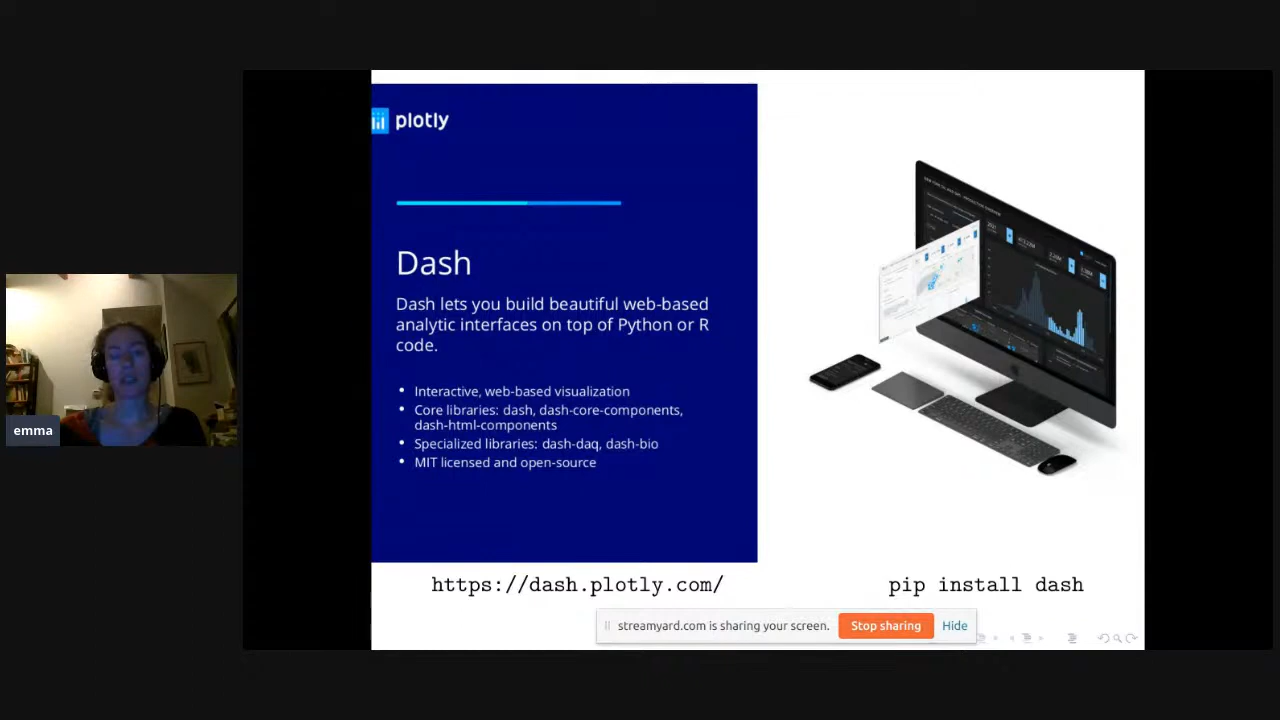 plotly
Dash
Dash lets you build beautiful web-based
analytic interfaces on top of Python or R
code.
• Interactive, web-based visualization
• Core libraries: dash, dash-core-components,
dash-html-components
• Specialized libraries: dash-daq, dash-bio
• MIT licensed and open-source
emma
https://dash.plotly.com/
pip install dash
streamyard.com is sharing your screen.
Stop sharing
Hide